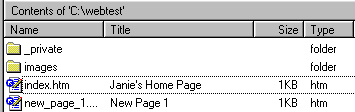 Contents of 'C:\webtest'
Name Title Size Type
_private folder
images folder
index.htm Janie's Home Page 1KB htm
new_page_1.... New Page 1 1KB htm